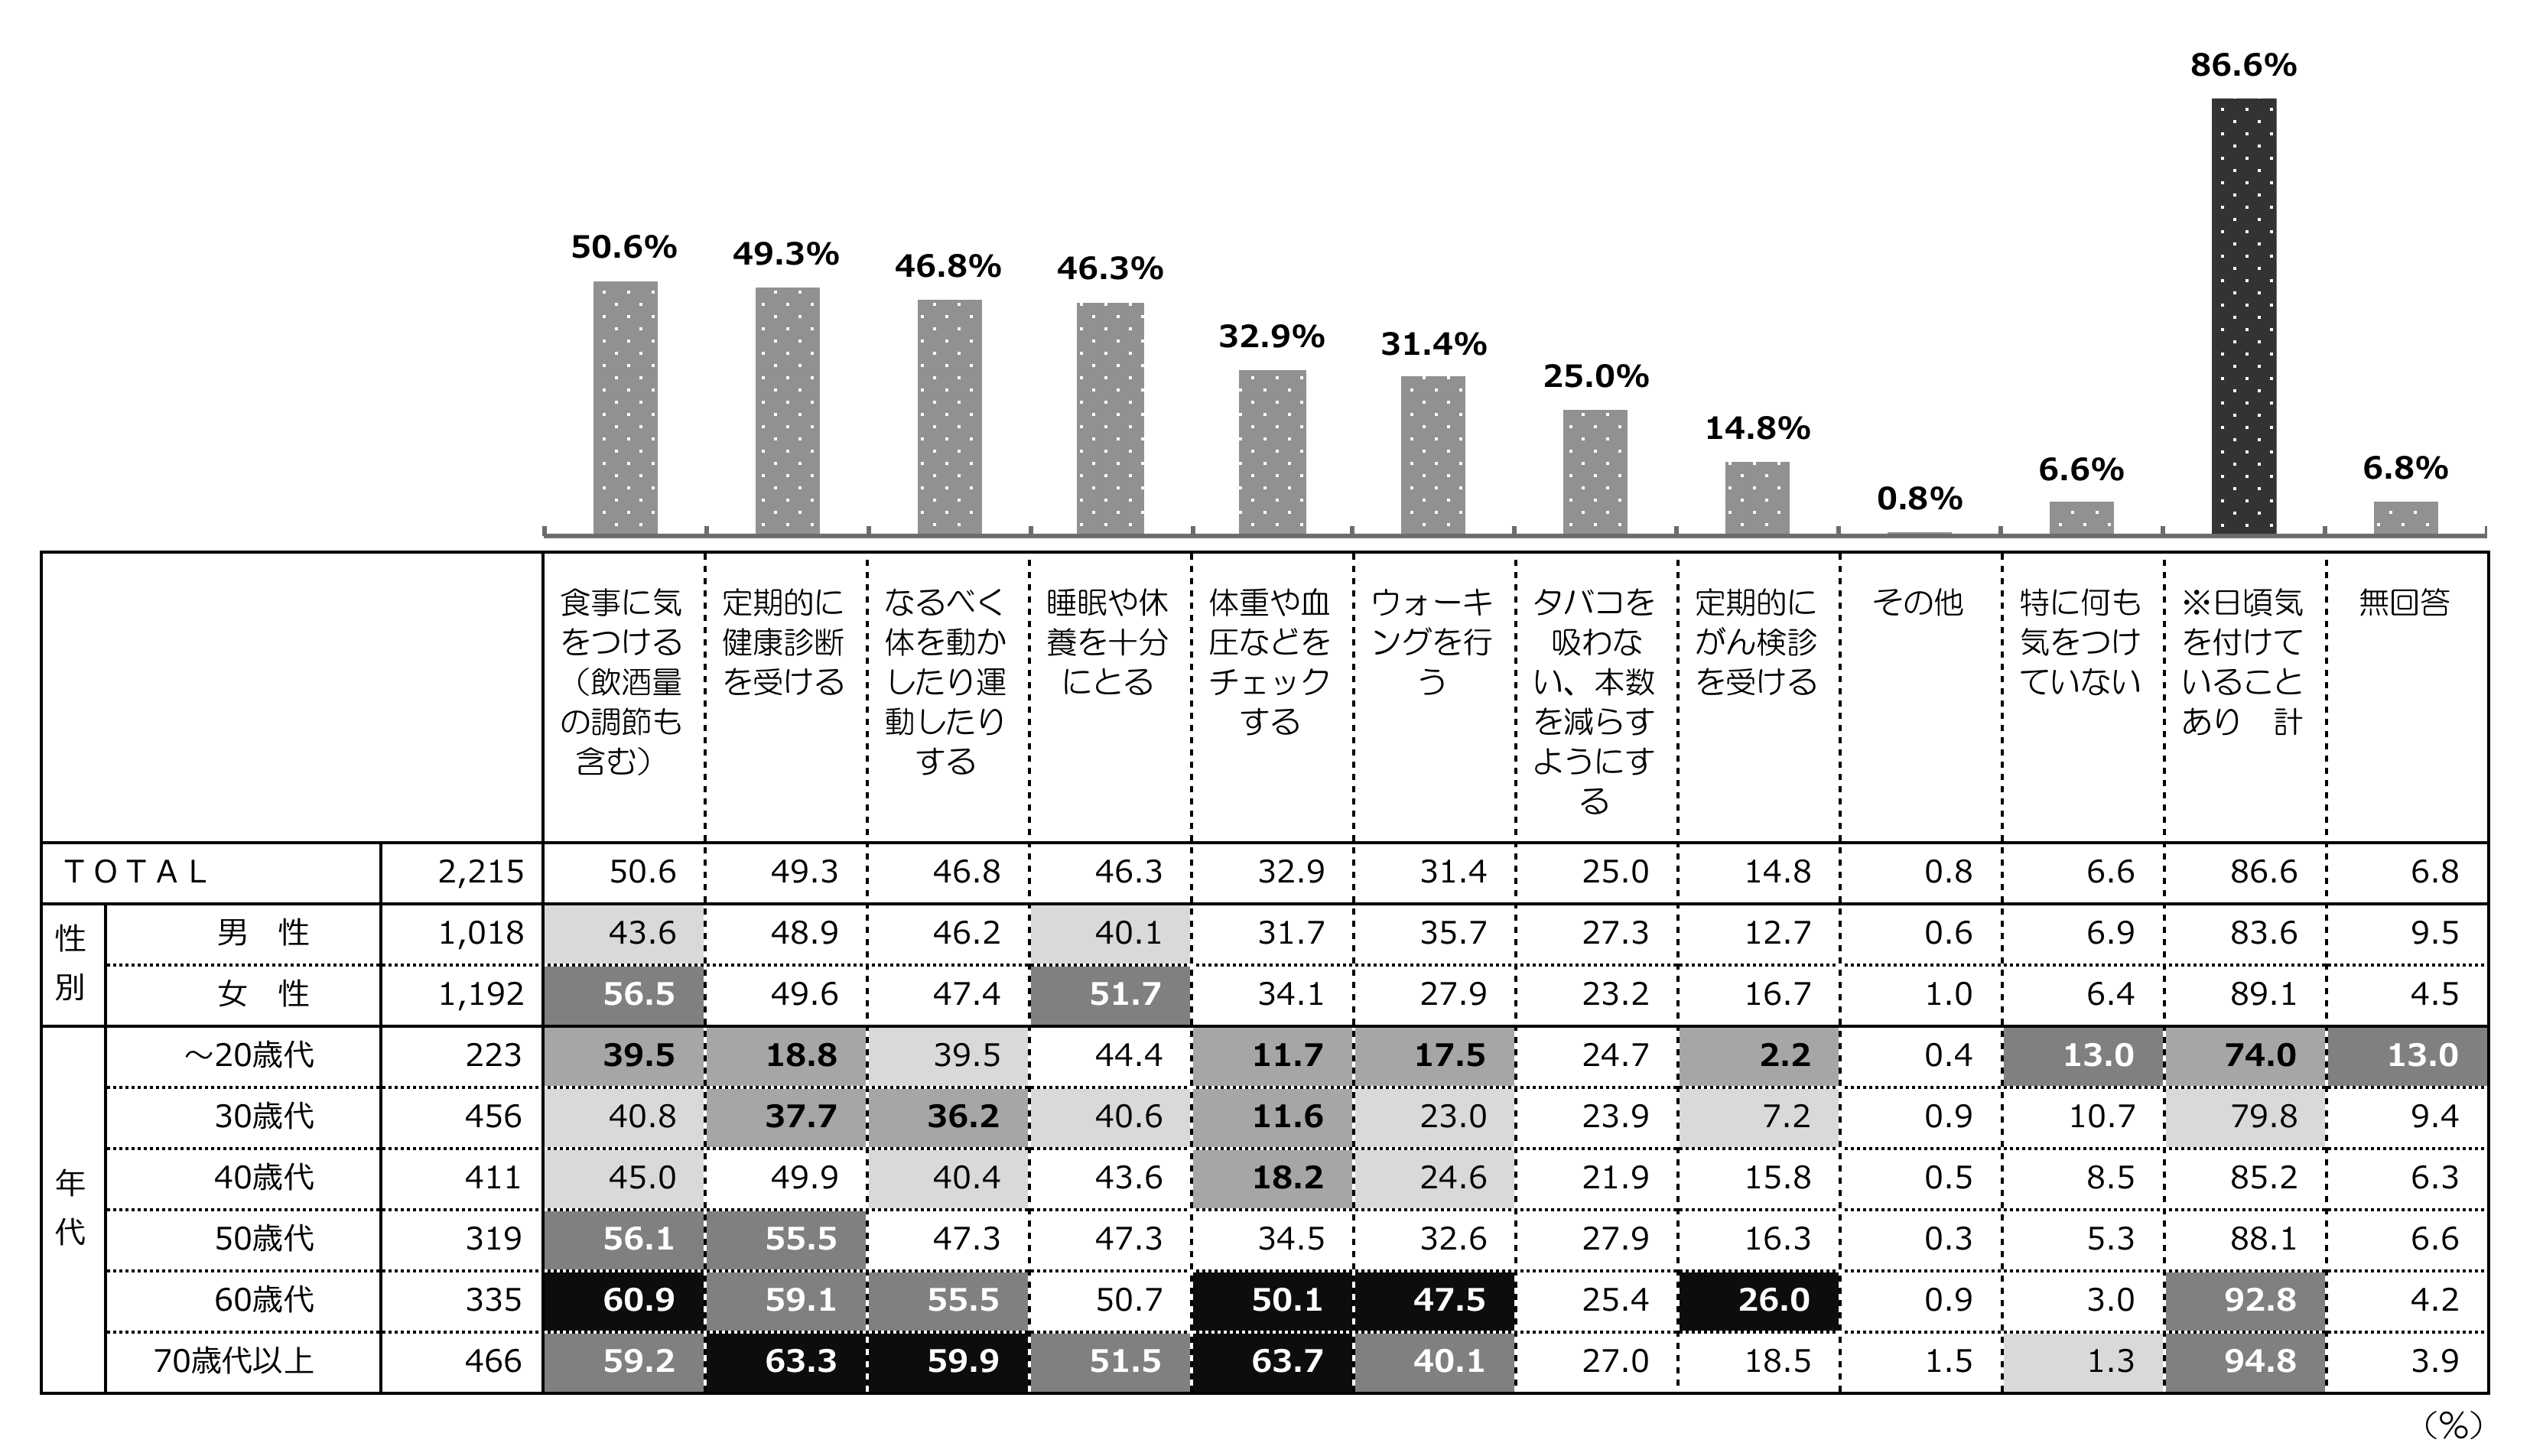 86.6%
50.6% 49.3% 46.8% 46.3% 32.9% 31.4% 25.0% 14.8% 0.8% 6.6% 6.8%
食事に気
をつける
（飲酒量
の調節も
含む）
定期的に
健康診断
を受ける
なるべく
体を動か
したり運
動したり
する
睡眠や休
養を十分
にとる
体重や血
圧などを
チェック
する
ウォーキ
ングを行
う
タバコを
吸わな
い、本数
を減らす
ようにす
る
定期的に
がん検診
を受ける
その他
特に何も
気をつけ
ていない
※日頃気
を付けて
いること
あり　計
無回答
ＴＯＴＡＬ 2,215 50.6 49.3 46.8 46.3 32.9 31.4 25.0 14.8 0.8 6.6 86.6 6.8
性別
男　性 1,018 43.6 48.9 46.2 40.1 31.7 35.7 27.3 12.7 0.6 6.9 83.6 9.5
女　性 1,192 56.5 49.6 47.4 51.7 34.1 27.9 23.2 16.7 1.0 6.4 89.1 4.5
年代
～20歳代 223 39.5 18.8 39.5 44.4 11.7 17.5 24.7 2.2 0.4 13.0 74.0 13.0
30歳代 456 40.8 37.7 36.2 40.6 11.6 23.0 23.9 7.2 0.9 10.7 79.8 9.4
40歳代 411 45.0 49.9 40.4 43.6 18.2 24.6 21.9 15.8 0.5 8.5 85.2 6.3
50歳代 319 56.1 55.5 47.3 47.3 34.5 32.6 27.9 16.3 0.3 5.3 88.1 6.6
60歳代 335 60.9 59.1 55.5 50.7 50.1 47.5 25.4 26.0 0.9 3.0 92.8 4.2
70歳代以上 466 59.2 63.3 59.9 51.5 63.7 40.1 27.0 18.5 1.5 1.3 94.8 3.9
（%）